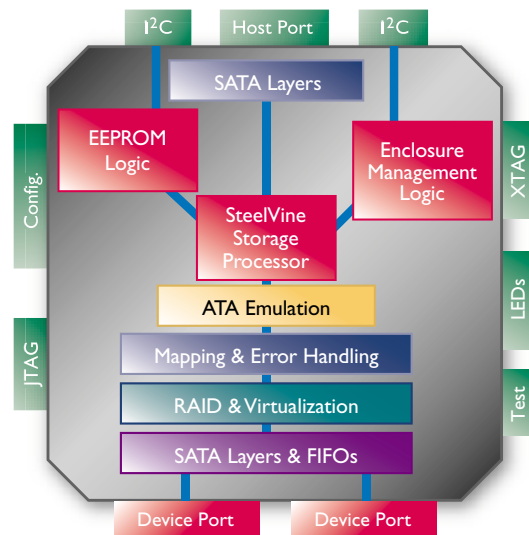 I²C
Host Port
I²C
SATA Layers
EEPROM
Logic
Enclosure
Management
Logic
Config.
XTAG
SteelVine
Storage
Processor
LEDs
ATA Emulation
JTAG
Mapping & Error Handling
Test
RAID & Virtualization
SATA Layers & FIFOs
Device Port
Device Port